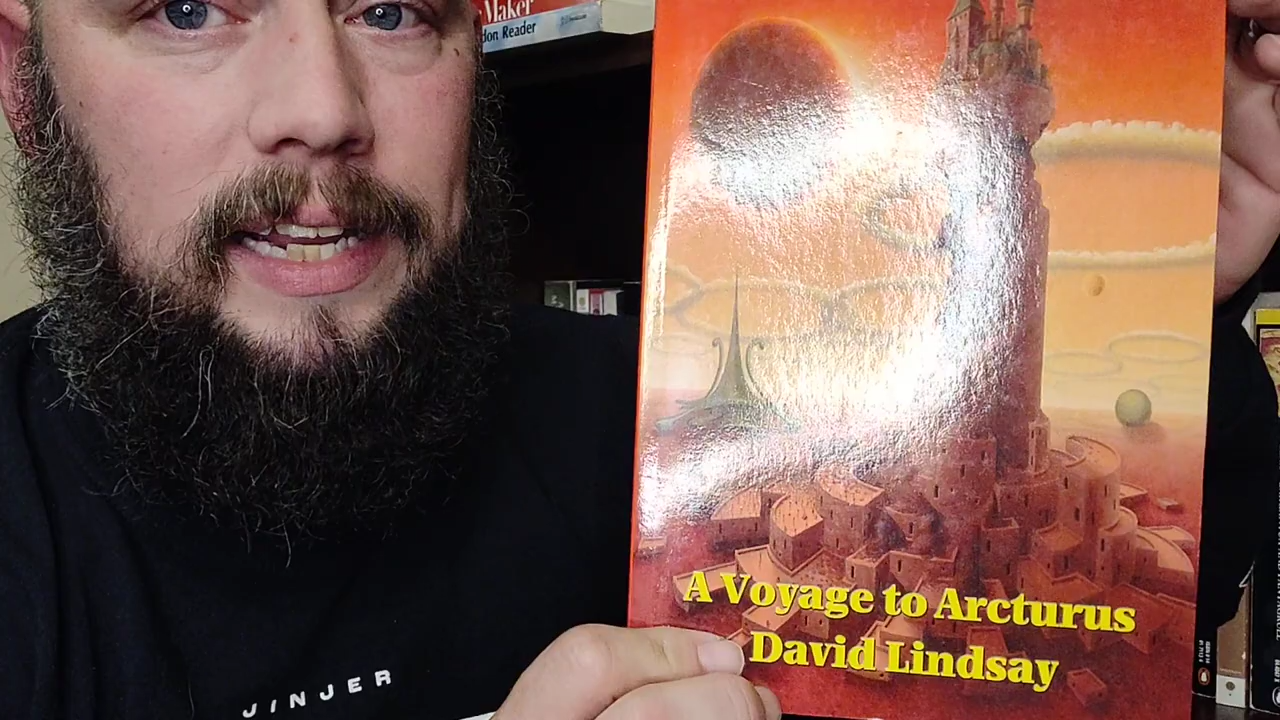 Maker
don Reader
A Voyage to Arcturus
David Lindsay
JINJER